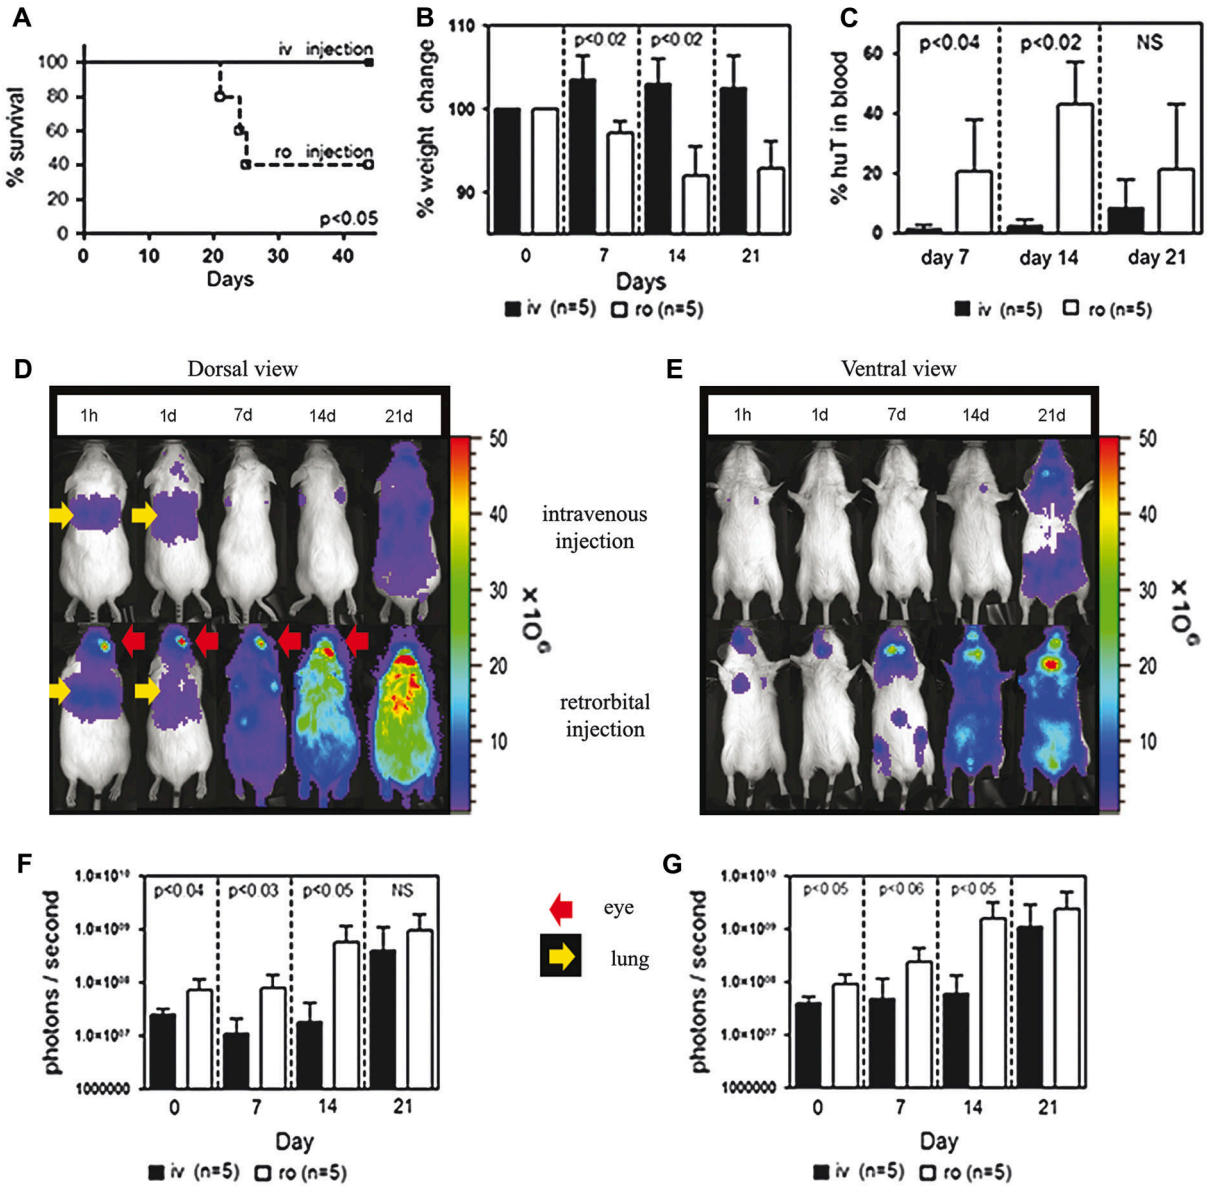 A
% survival
100
80
60
40
20
0
iv injection
ro injection
p<0.05
0 10 20 30 40
Days
B
% weight change
110
100
90
p<0 02 p<0 02
0 7 14 21
Days
iv (n=5) ro (n=5)
C
% huT in blood
60
40
20
0
p<0.04 p<0.02 NS
day 7 day 14 day 21
iv (n=5) ro (n=5)
D
Dorsal view
1h 1d 7d 14d 21d
50
40
30
20
10
x10⁶
intravenous
injection
retrorbital
injection
E
Ventral view
1h 1d 7d 14d 21d
50
40
30
20
10
x10⁶
F
photons / second
1.0×10¹⁰
1.0×10⁰⁹
1.0×10⁰⁸
1.0×10⁰⁷
1000000
p<0.04 p<0.03 p<0.05 NS
0 7 14 21
Day
iv (n=5) ro (n=5)
eye
lung
G
photons / second
1.0×10¹⁰
1.0×10⁰⁹
1.0×10⁰⁸
1.0×10⁰⁷
1000000
p<0 05 p<0.06 p<0.05
0 7 14 21
Day
iv (n=5) ro (n=5)